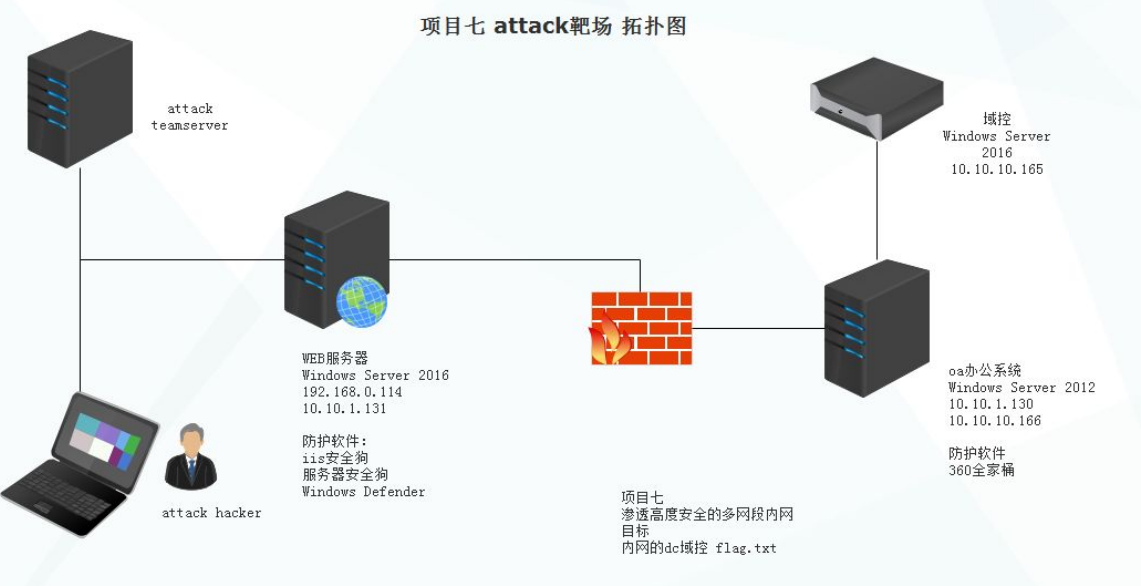 项目七 attack靶场 拓扑图
attack
teamserver
域控
Windows Server
2016
10.10.10.165
WEB服务器
Windows Server 2016
192.168.0.114
10.10.1.131
防护软件：
iis安全狗
服务器安全狗
Windows Defender
oa办公系统
Windows Server 2012
10.10.1.130
10.10.10.166
防护软件
360全家桶
attack hacker
项目七
渗透高度安全的多网段内网
目标
内网的dc域控 flag.txt